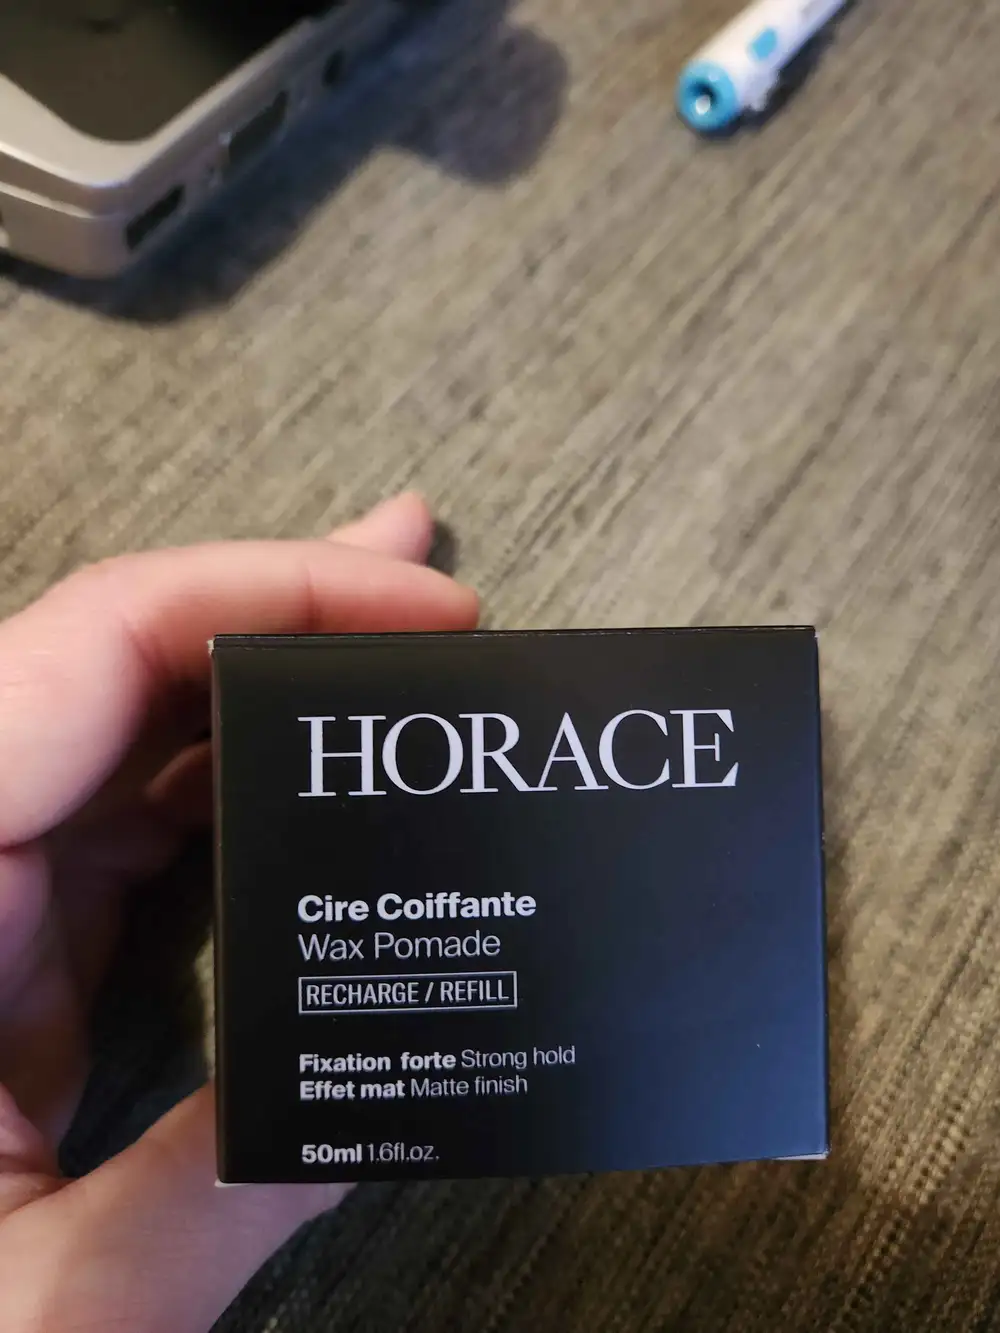 HORACE
Cire Coiffante
Wax Pomade
RECHARGE / REFILL
Fixation forte Strong hold
Effet mat Matte finish
50ml 1.6fl.oz.